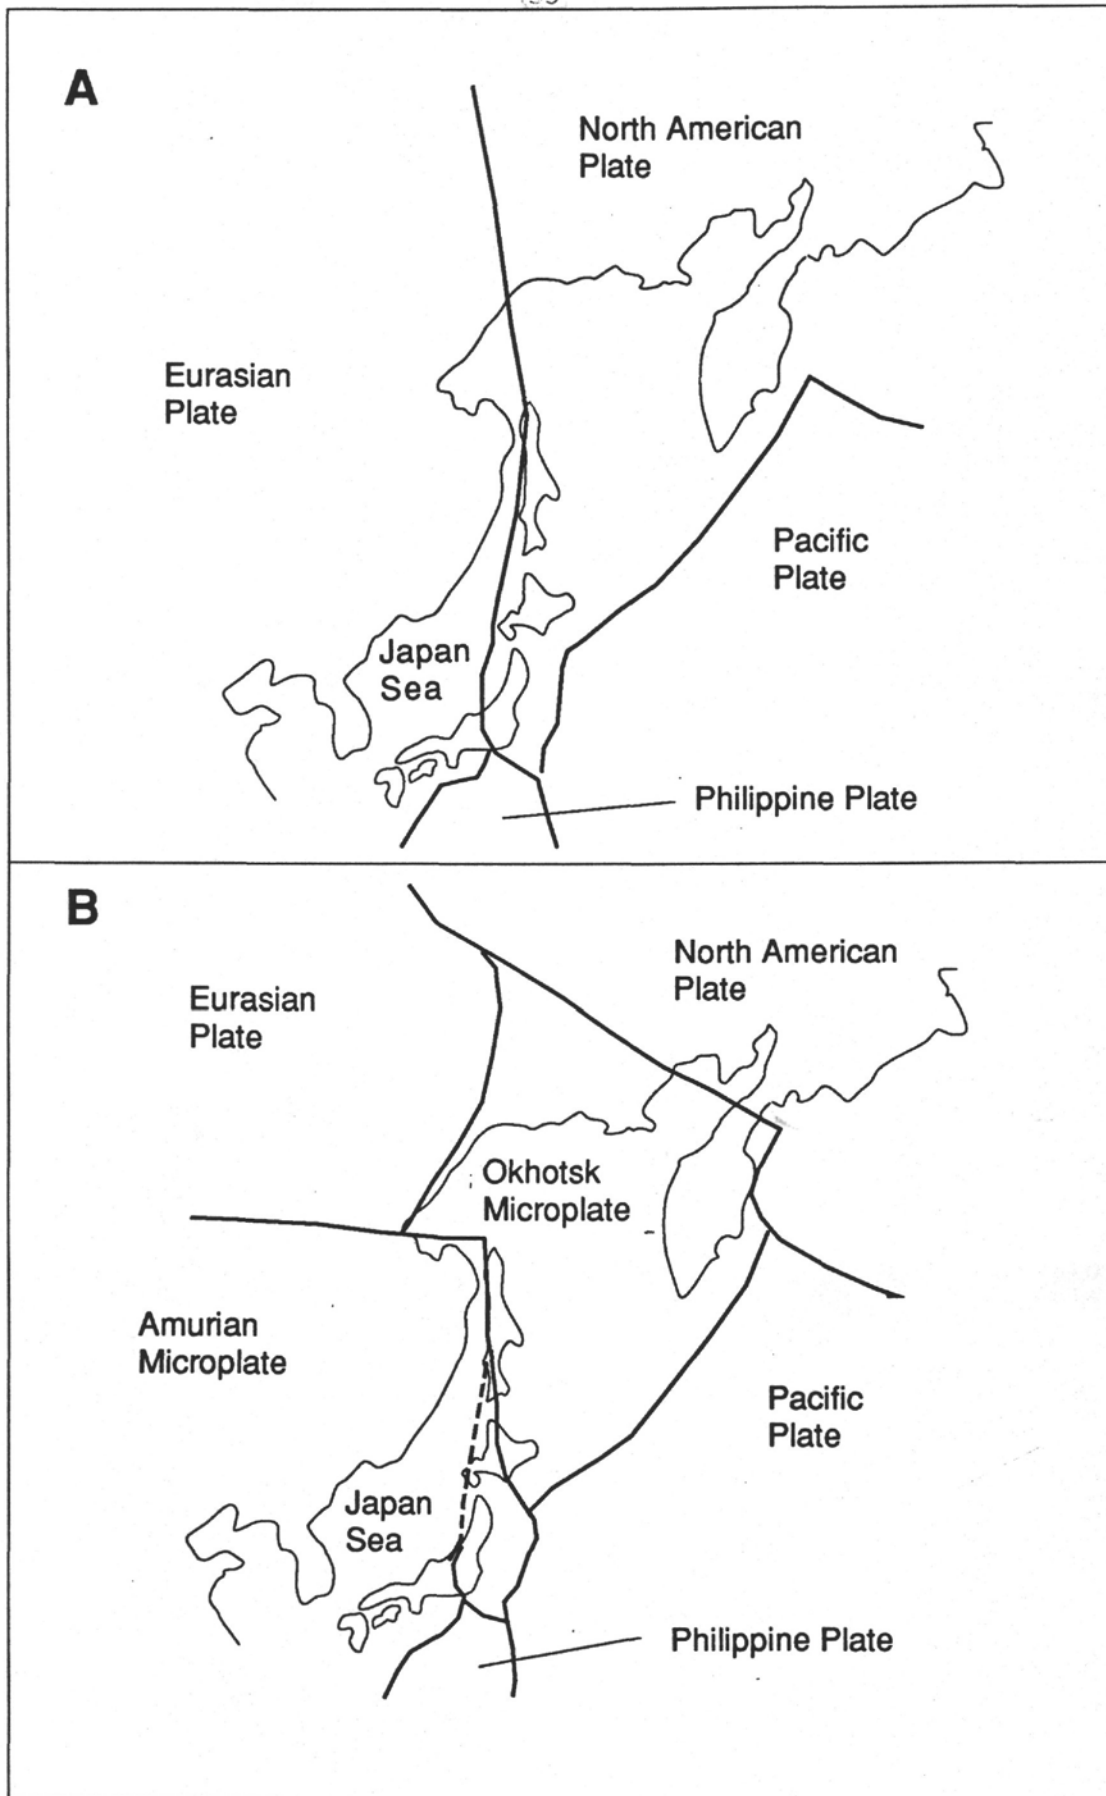 A
North American
Plate
Eurasian
Plate
Pacific
Plate
Japan
Sea
Philippine Plate
B
North American
Plate
Eurasian
Plate
Okhotsk
Microplate
Amurian
Microplate
Pacific
Plate
Japan
Sea
Philippine Plate